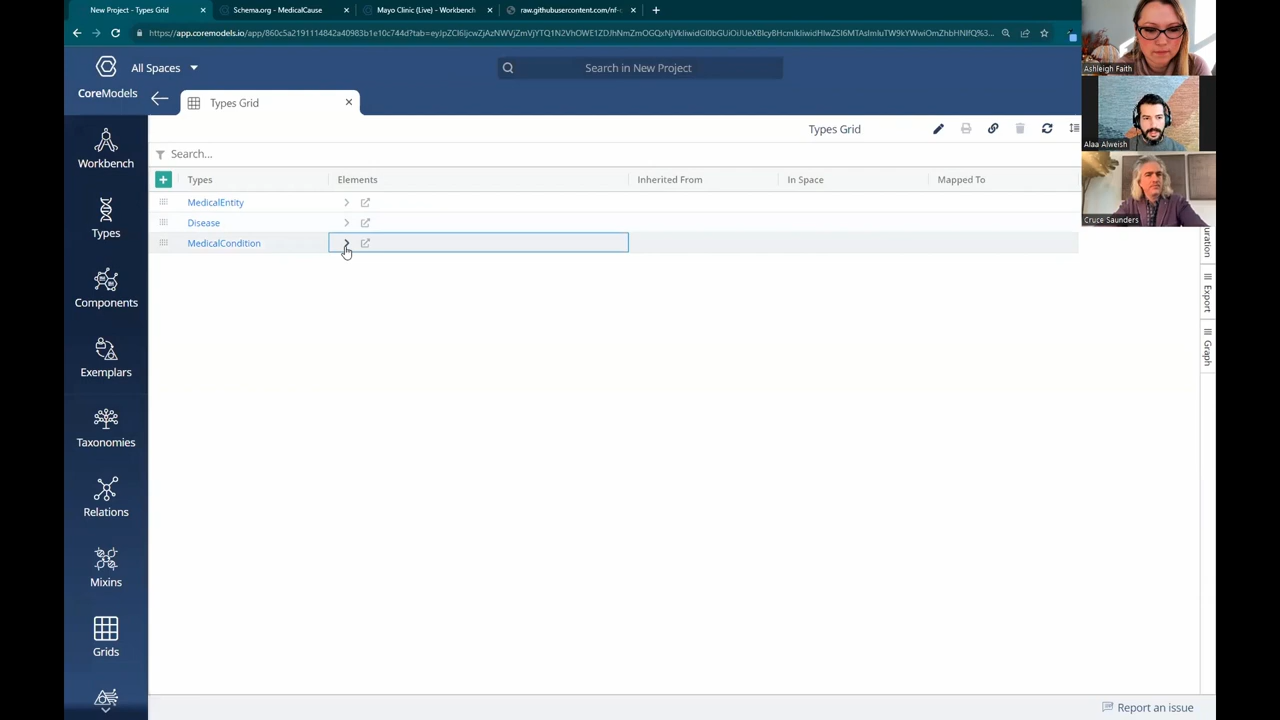 New Project - Types Grid
Schema.org - MedicalCause
Mayo Clinic (Live) - Workbench
raw.githubusercontent.com/nf-c
All Spaces
Search in New Project
CoreModels
Types Grid
Ashleigh Faith
Alaa Alweish
Cruce Saunders
Types Grid
Search...
Types
Elements
Inherited From
In Space
Mapped To
MedicalEntity
Disease
MedicalCondition
Workbench
Types
Components
Exemplars
Taxonomies
Relations
Mixins
Grids
Export
Graph
Report an issue